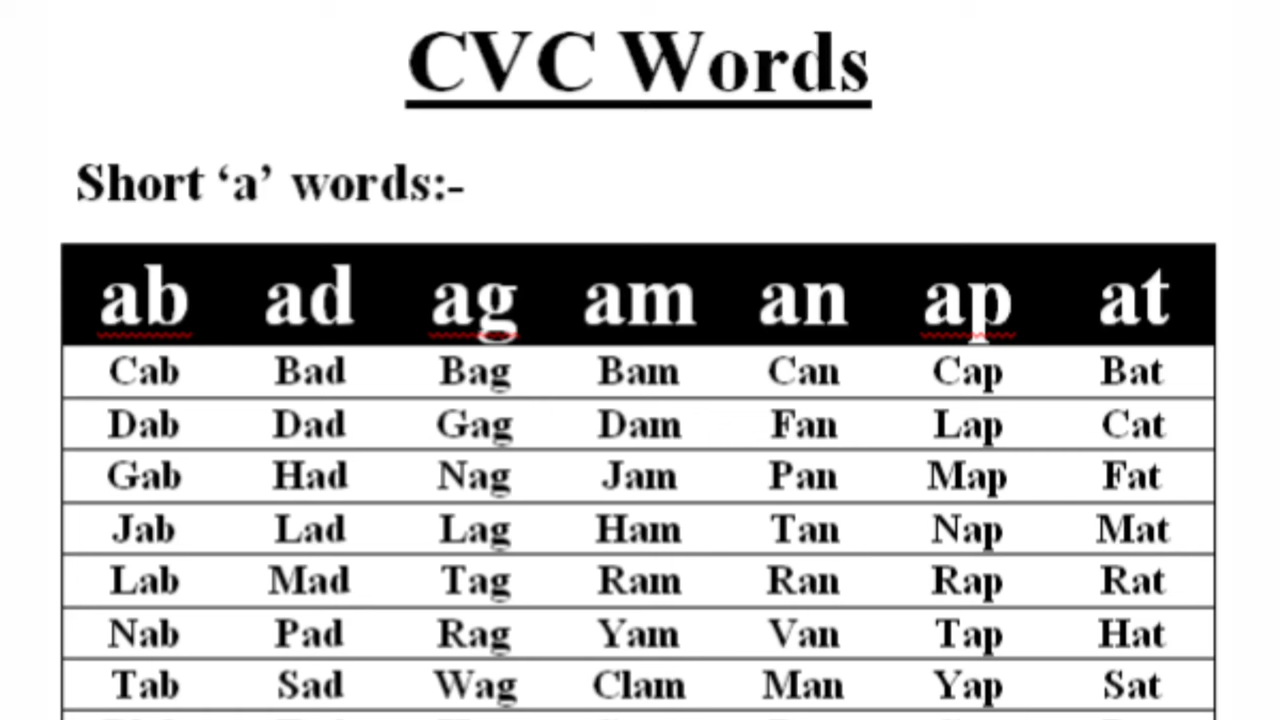 CVC Words
Short ‘a’ words:-
ab ad ag am an ap at
Cab Bad Bag Bam Can Cap Bat
Dab Dad Gag Dam Fan Lap Cat
Gab Had Nag Jam Pan Map Fat
Jab Lad Lag Ham Tan Nap Mat
Lab Mad Tag Ram Ran Rap Rat
Nab Pad Rag Yam Van Tap Hat
Tab Sad Wag Clam Man Yap Sat